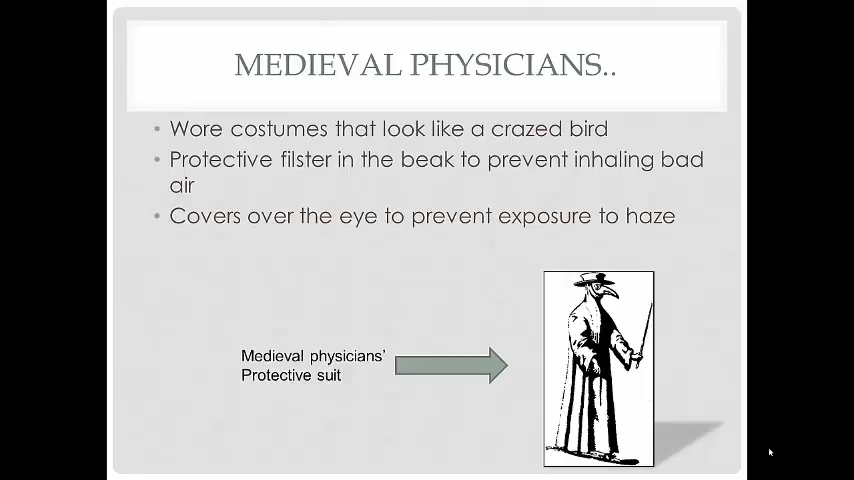 MEDIEVAL PHYSICIANS..
• Wore costumes that look like a crazed bird
• Protective filster in the beak to prevent inhaling bad
air
• Covers over the eye to prevent exposure to haze
Medieval physicians'
Protective suit